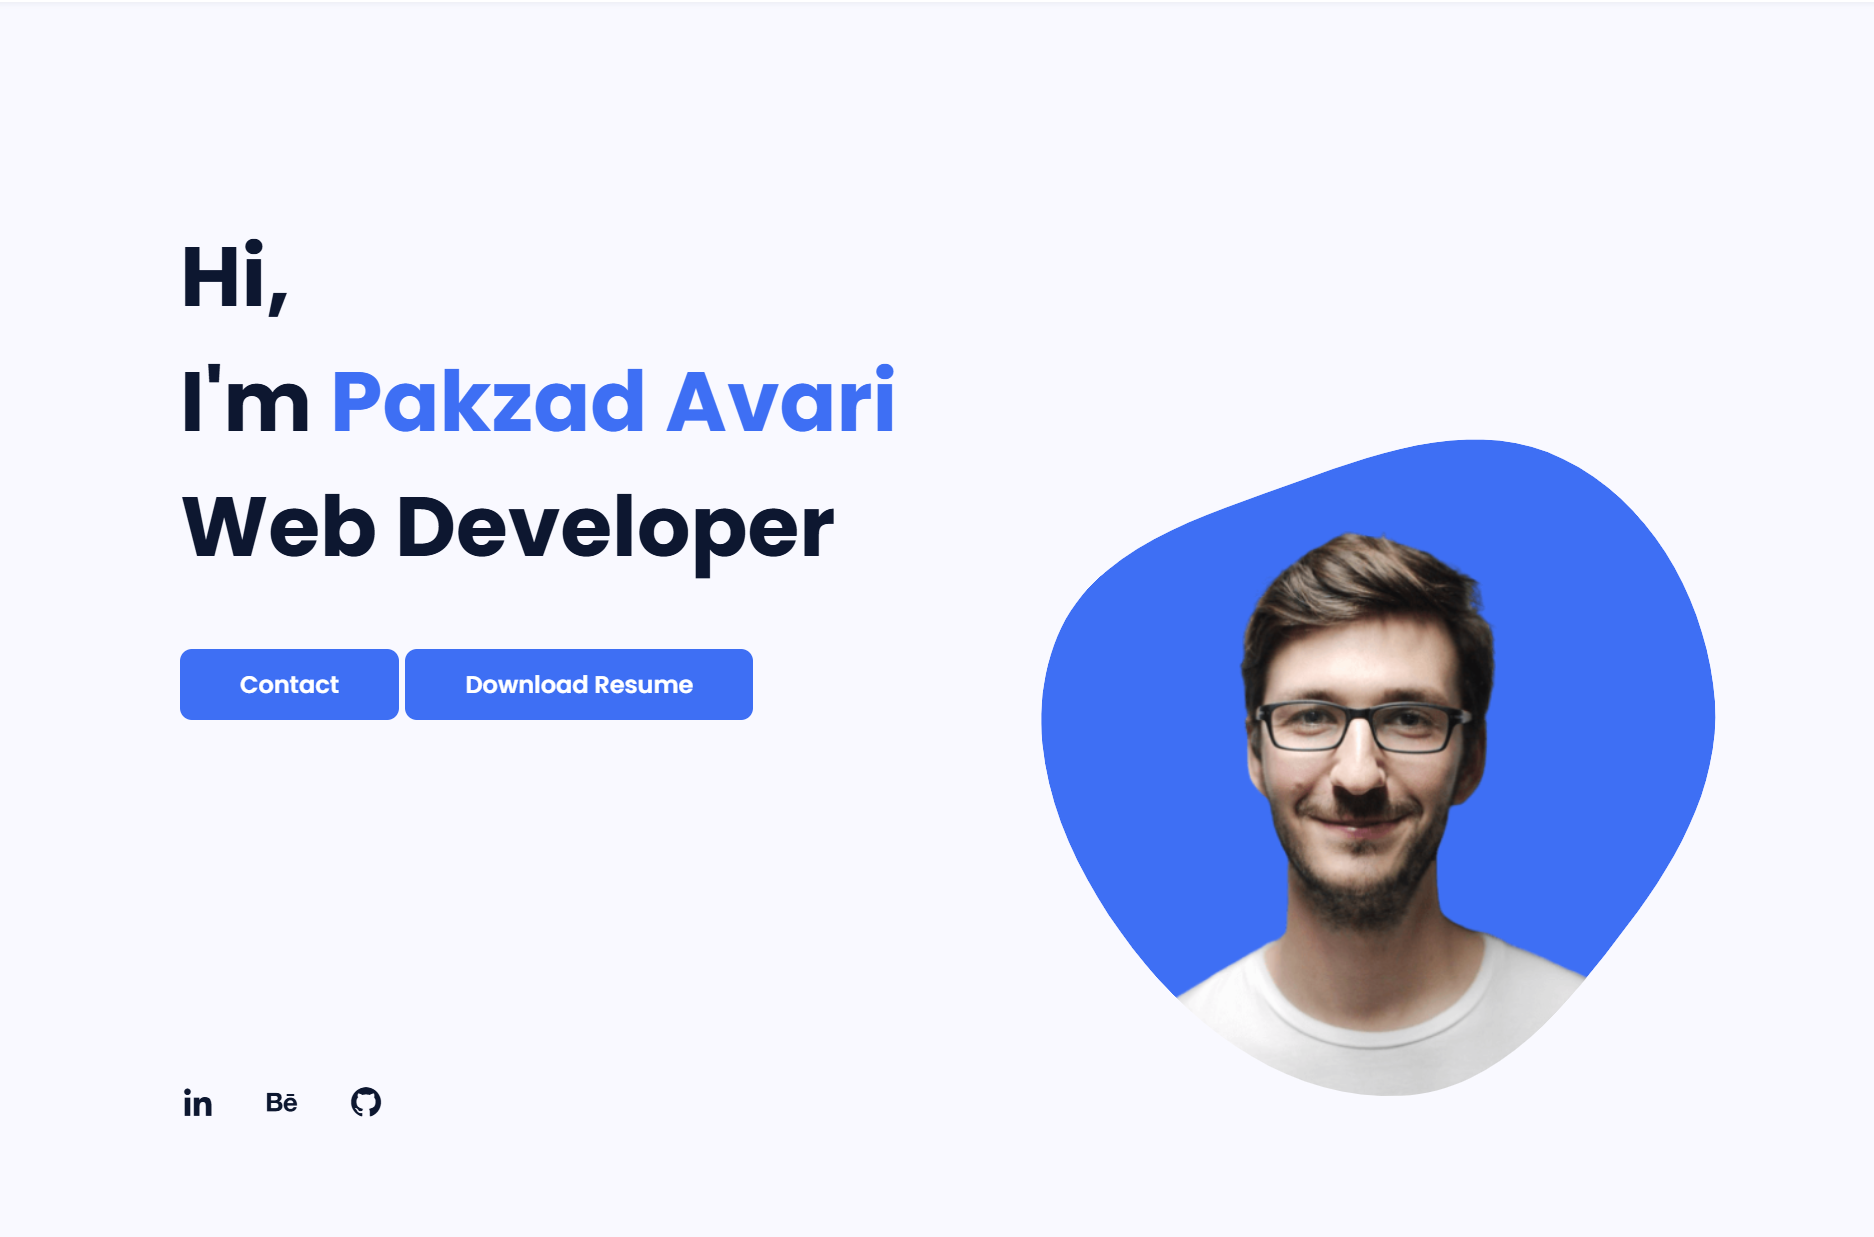 Hi,
I'm Pakzad Avari
Web Developer
Contact
Download Resume
in
Bē